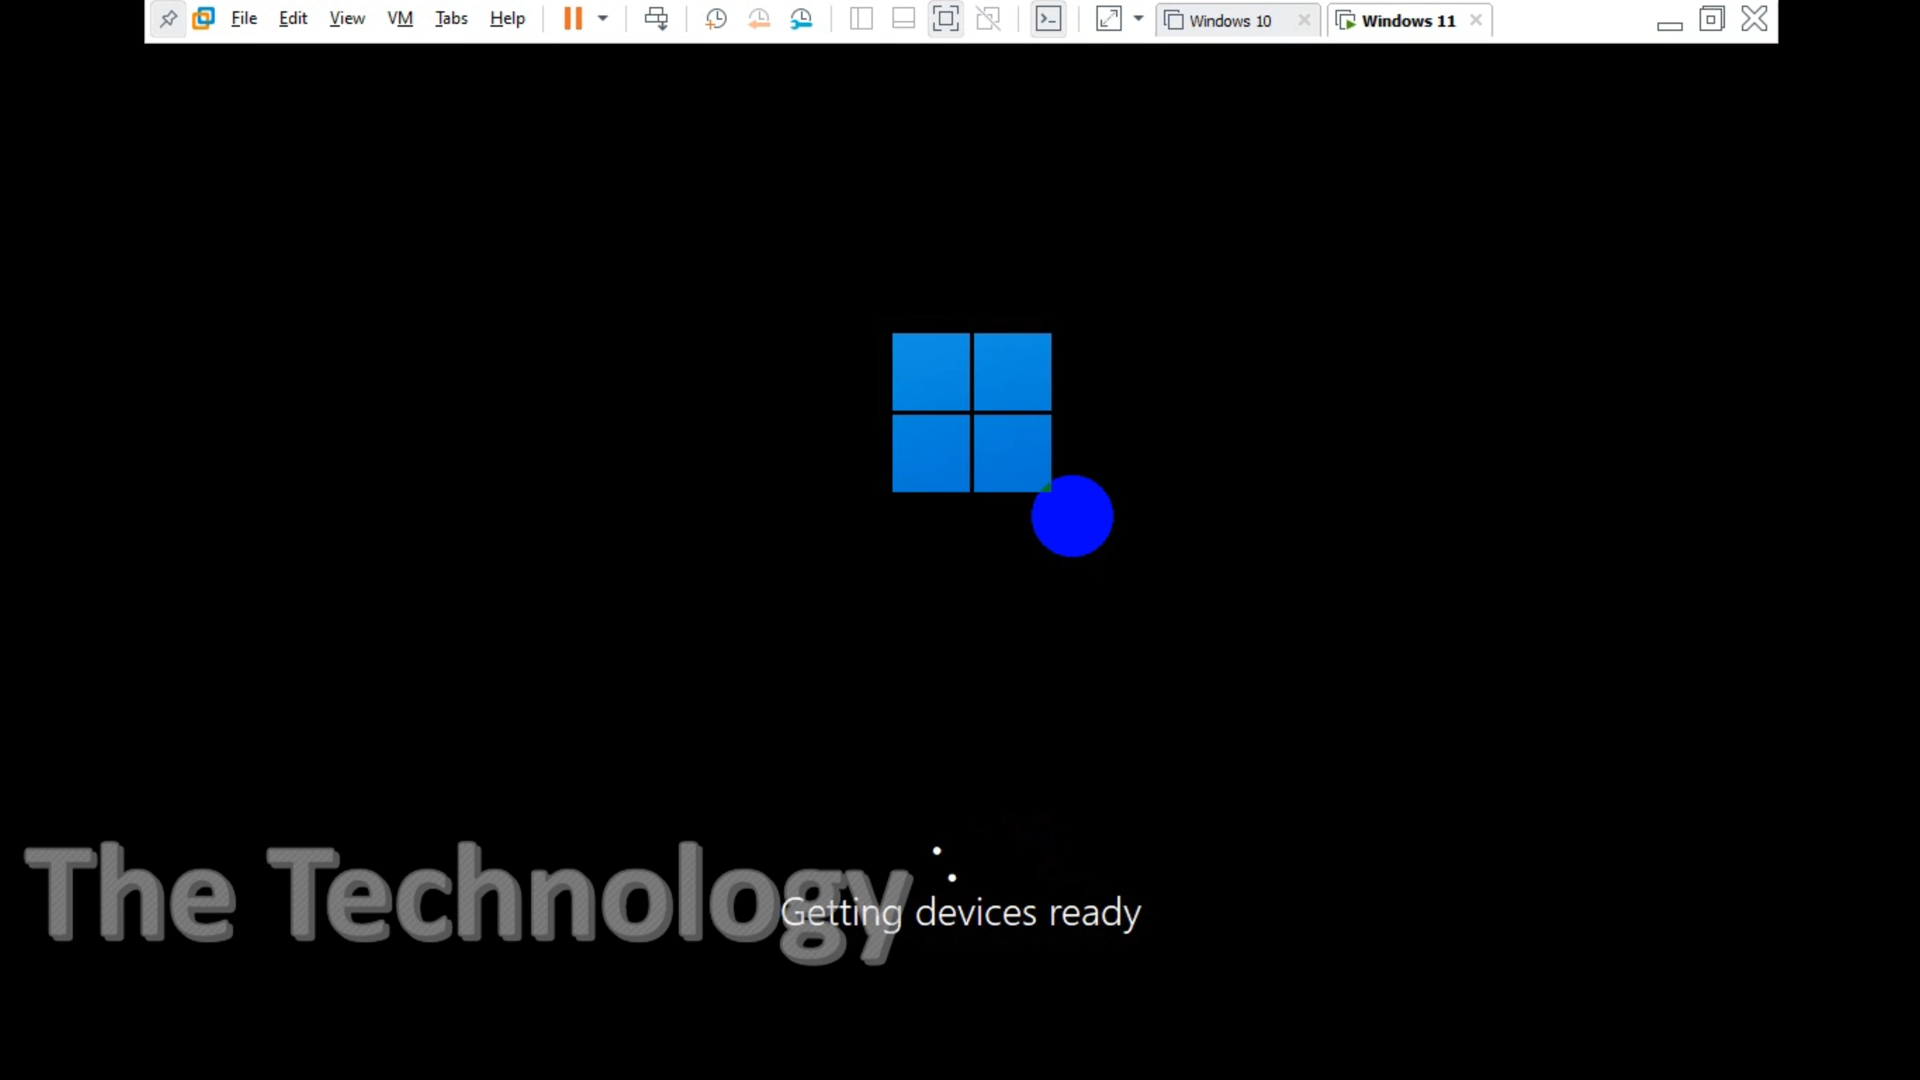 File Edit View VM Tabs Help Windows 10 Windows 11
The Technology
Getting devices ready